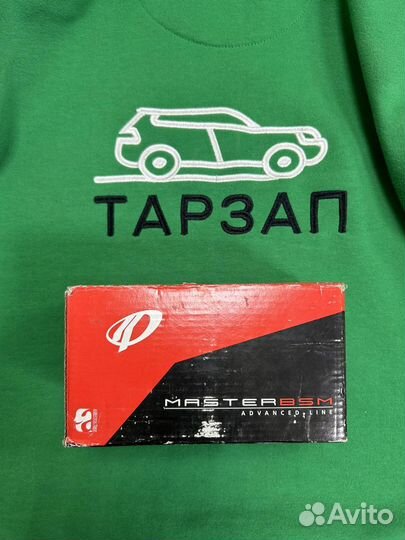 ТАРЗАП
MASTERBSM
ADVANCED LINE
Avito